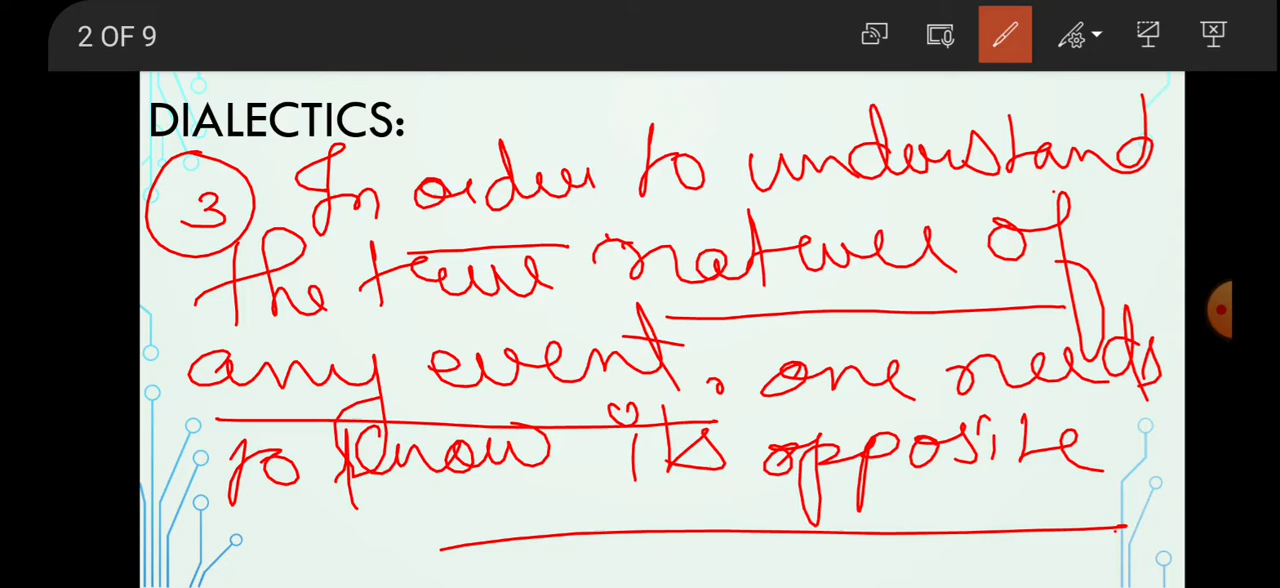 2 OF 9
DIALECTICS:
3 In order to understand
the true nature of
any event, one needs
to know its opposite